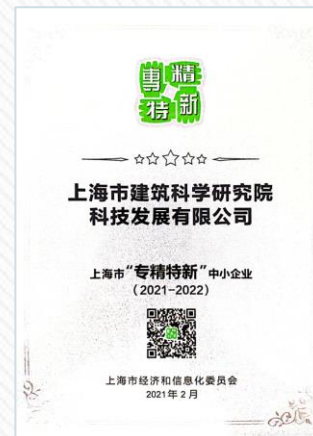 專精
特新
上海市建筑科学研究院
科技发展有限公司
上海市“专精特新”中小企业
（2021-2022）
上海市经济和信息化委员会
2021年2月